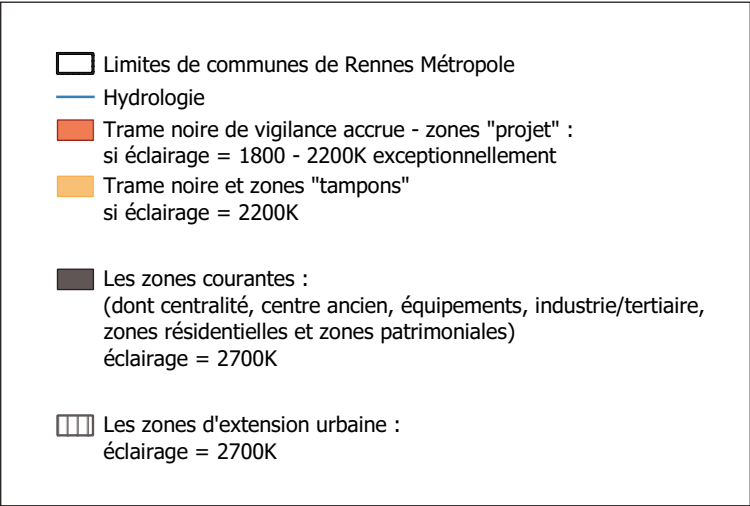 Limites de communes de Rennes Métropole
Hydrologie
Trame noire de vigilance accrue - zones "projet" :
si éclairage = 1800 - 2200K exceptionnellement
Trame noire et zones "tampons"
si éclairage = 2200K
Les zones courantes :
(dont centralité, centre ancien, équipements, industrie/tertiaire,
zones résidentielles et zones patrimoniales)
éclairage = 2700K
Les zones d'extension urbaine :
éclairage = 2700K